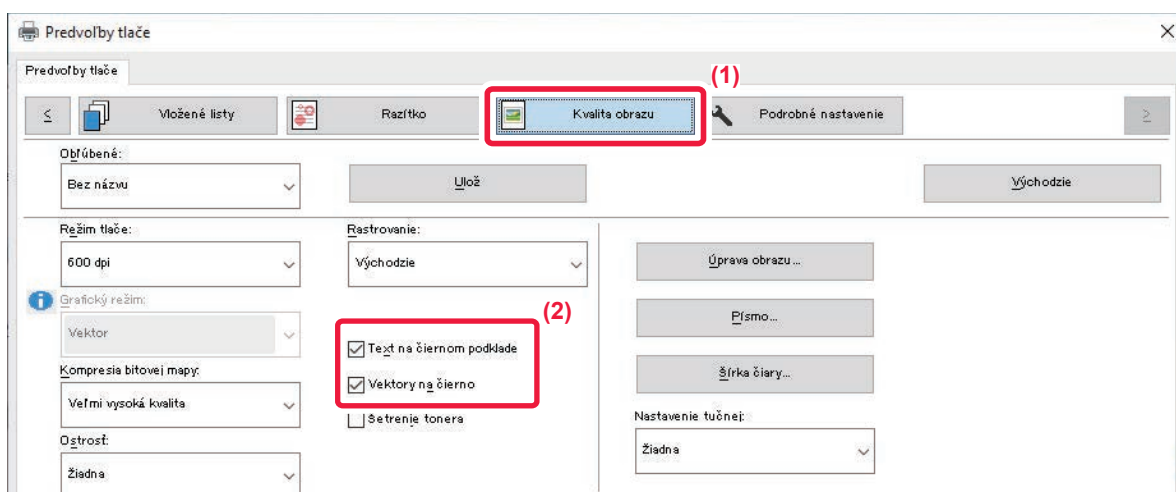 Predvoľby tlače
Predvoľby tlače
(1)
< Vložené listy Razítko Kvalita obrazu Podrobné nastavenie >
Obľúbené:
Bez názvu Ulož Východzie
Režim tlače: Rastrovanie:
600 dpi Východzie Úprava obrazu...
Grafický režim: (2)
Vektor Písmo...
Text na čiernom podklade
Kompresia bitovej mapy: Šírka čiary...
Vektory na čierno
Veľmi vysoká kvalita
Šetrenie tonera Nastavenie tučnej:
Ostrosť:
Žiadna Žiadna